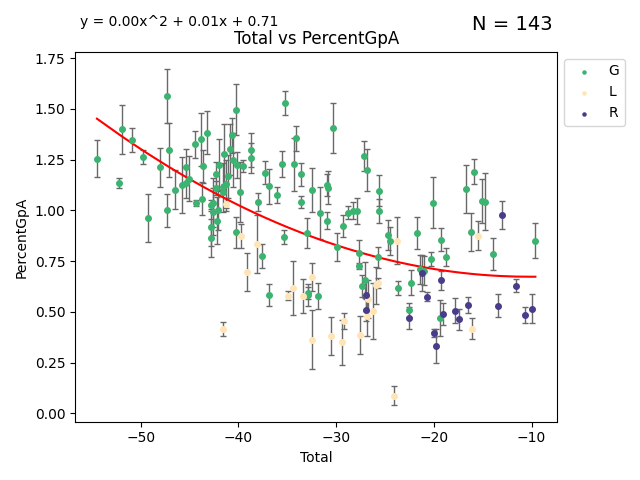 y = 0.00x^2 + 0.01x + 0.71
N = 143
Total vs PercentGpA
G
L
R
PercentGpA
1.75
1.50
1.25
1.00
0.75
0.50
0.25
0.00
−50
−40
−30
−20
−10
Total